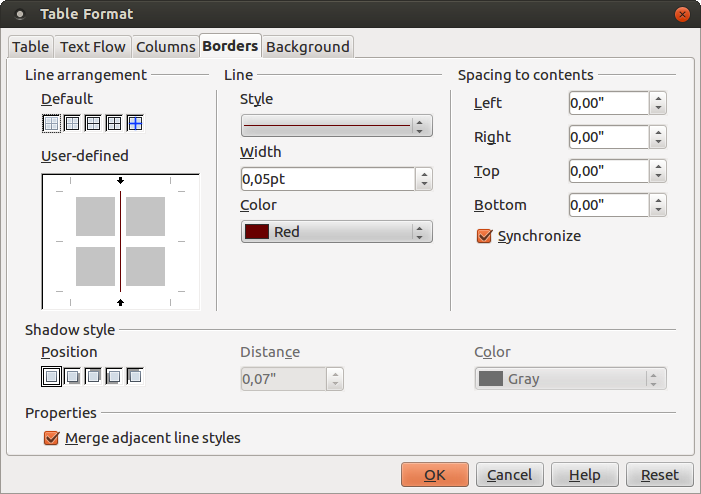 Table Format
Table Text Flow Columns Borders Background
Line arrangement
Default
User-defined
Line
Style
Width
0,05pt
Color
Red
Spacing to contents
Left 0,00"
Right 0,00"
Top 0,00"
Bottom 0,00"
Synchronize
Shadow style
Position
Distance
0,07"
Color
Gray
Properties
Merge adjacent line styles
OK Cancel Help Reset